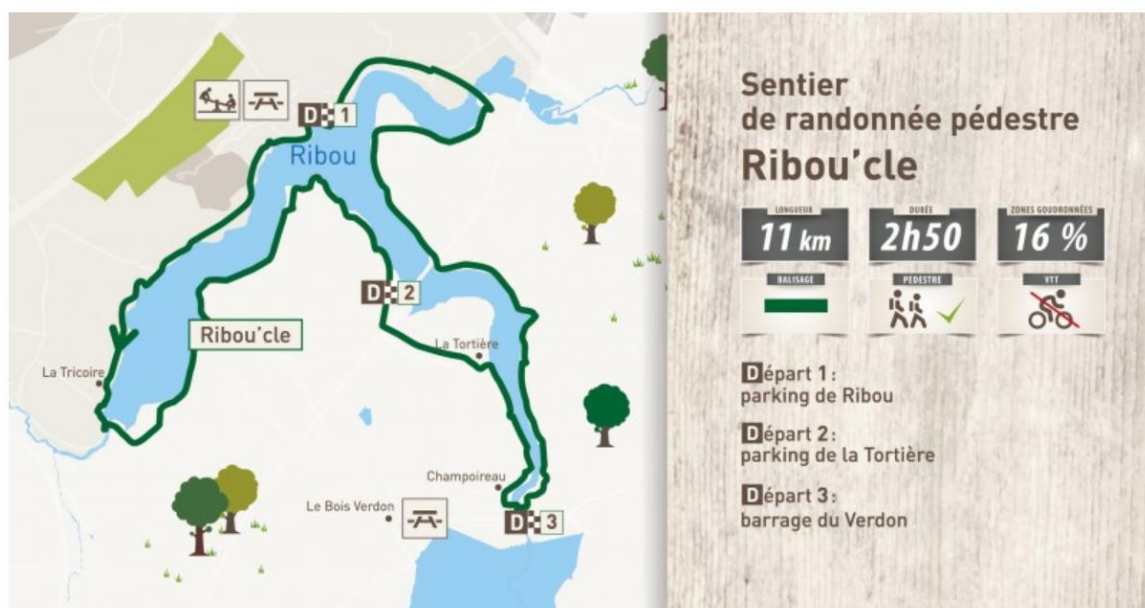 D 1
Ribou
D 2
Ribou'cle
La Tortière
La Tricoire
Champoireau
Le Bois Verdon
D 3
Sentier
de randonnée pédestre
Ribou'cle
LONGUEUR
11 km
DURÉE
2h50
ZONES GOUDRONNÉES
16 %
BALISAGE
PEDESTRE
VTT
Départ 1 :
parking de Ribou
Départ 2 :
parking de la Tortière
Départ 3 :
barrage du Verdon